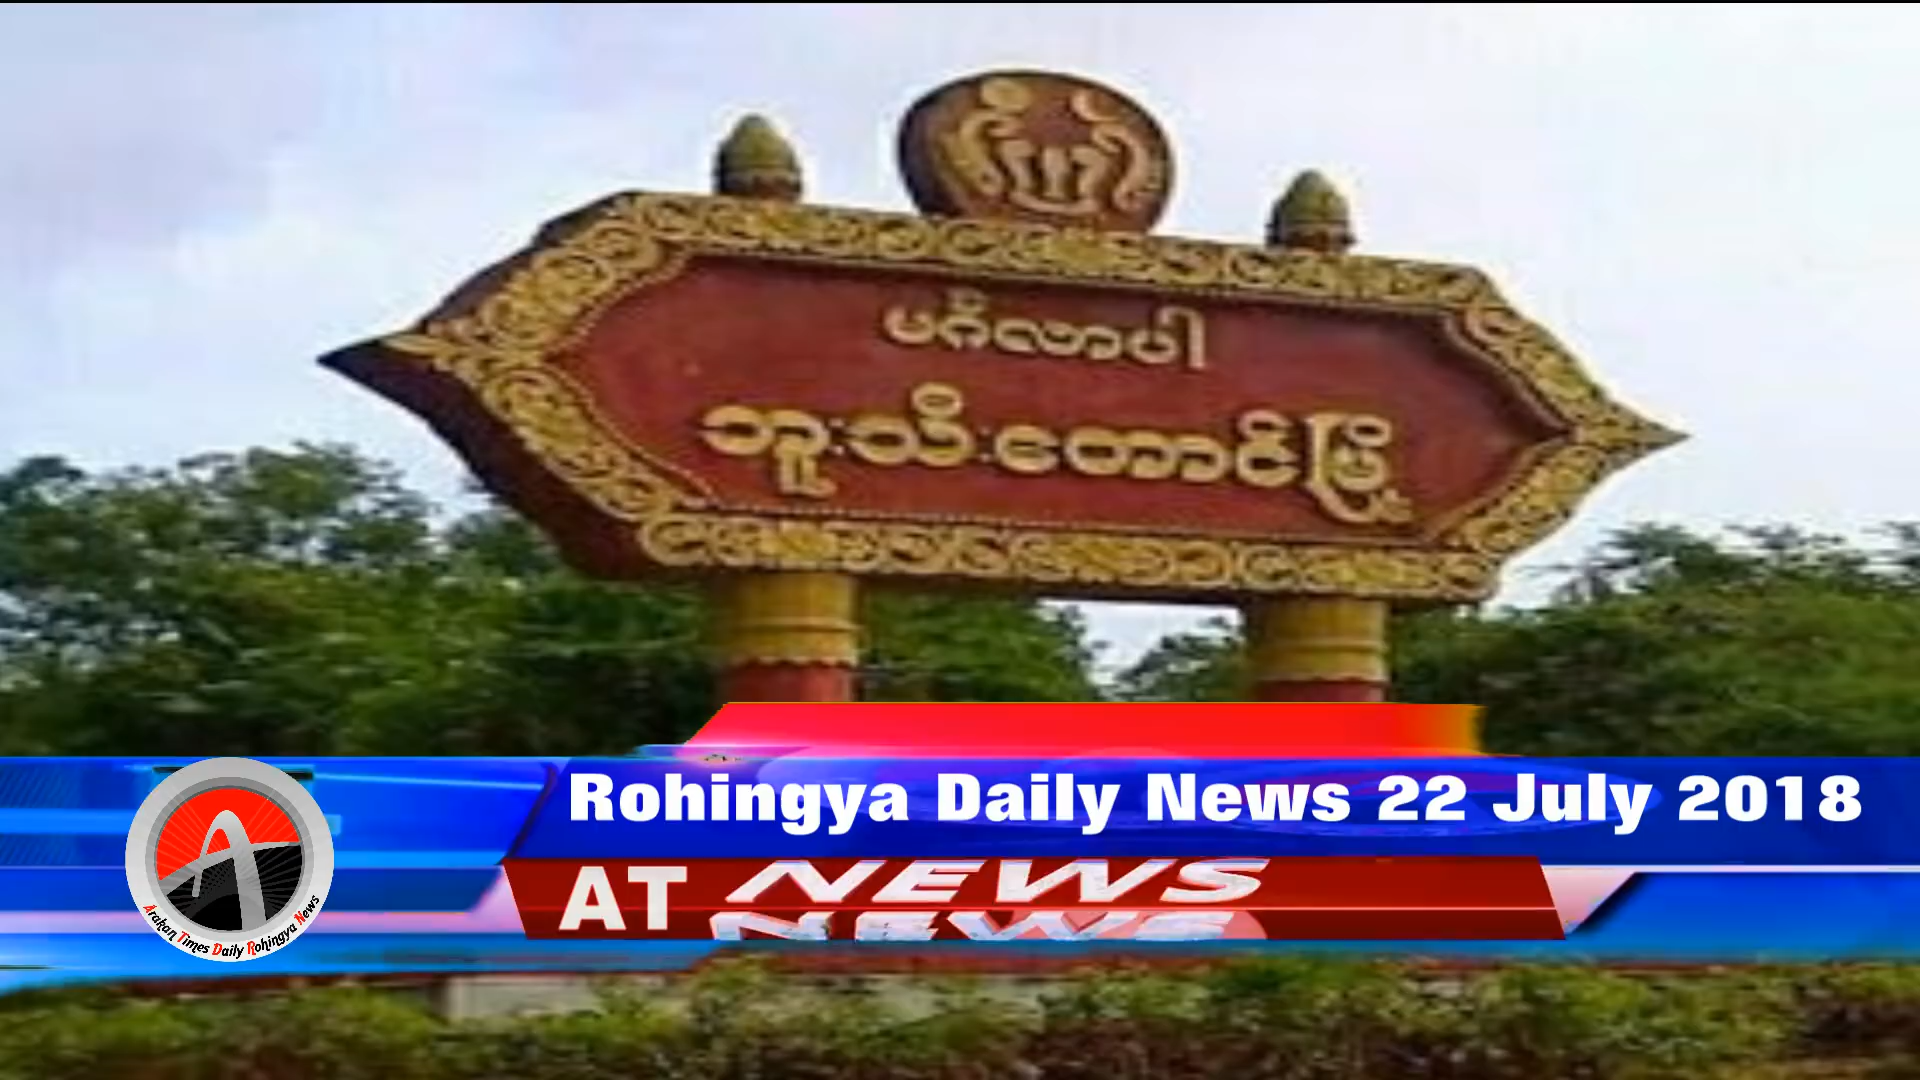 မင်္ဂလာပါ
ဘူးသီးတောင်မြို့
Rohingya Daily News 22 July 2018
AT NEWS
NEWS
Arakan Times Daily Rohingya News